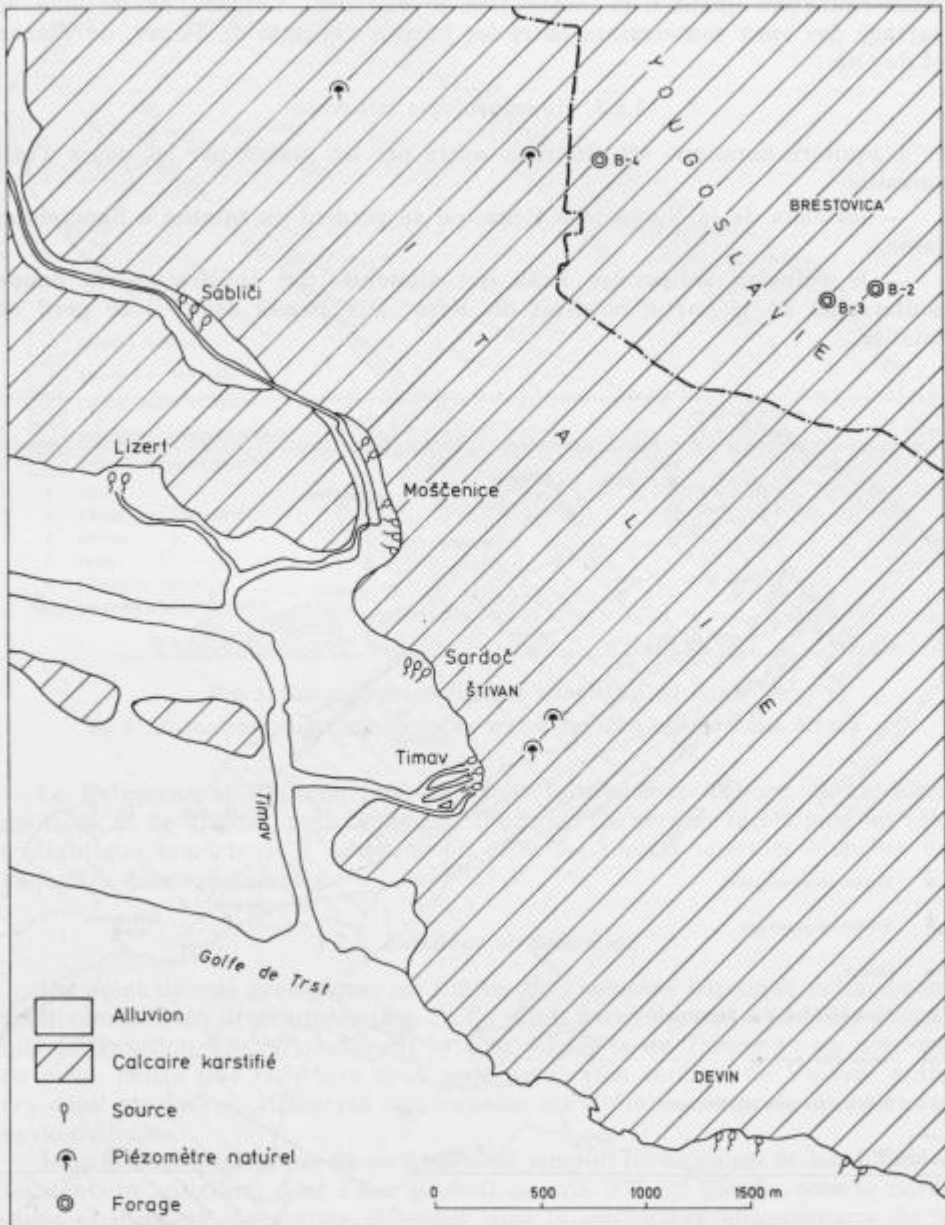 YOUGOSLAVIE
B-4
BRESTOVICA
B-2
B-3
ITALIE
Sabliči
Lizert
Moščenice
Sardoč
ŠTIVAN
Timav
Timav
Golfe de Trst
DEVIN
Alluvion
Calcaire karstifié
Source
Piézomètre naturel
Forage
0 500 1000 1500 m